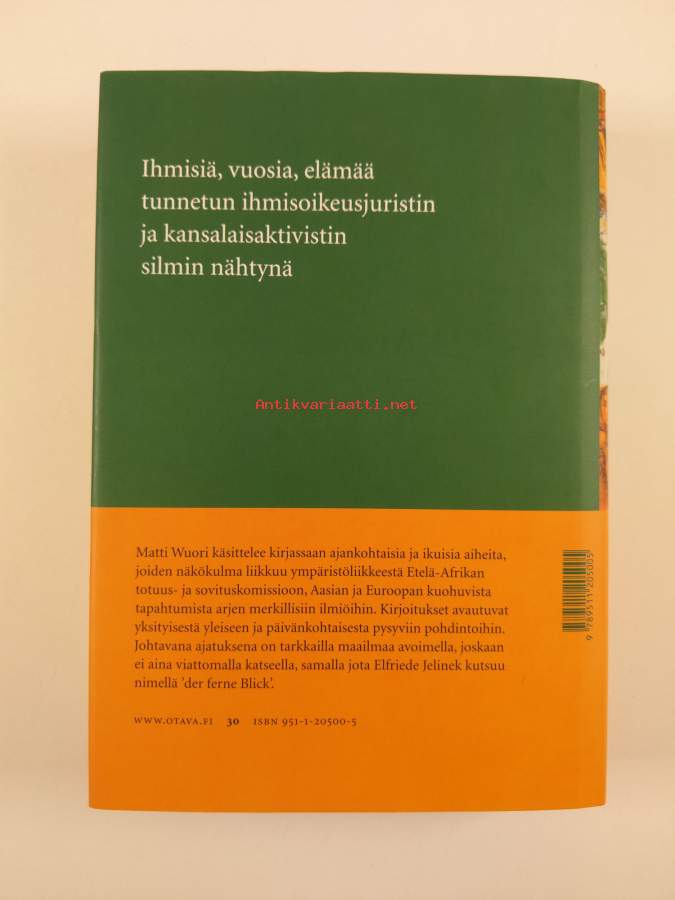 Ihmisiä, vuosia, elämää
tunnetun ihmisoikeusjuristin
ja kansalaisaktivistin
silmin nähtynä
Antikvariaatti.net
Matti Wuori käsittelee kirjassaan ajankohtaisia ja ikuisia aiheita,
joiden näkökulma liikkuu ympäristöliikkeestä Etelä-Afrikan
totuus- ja sovituskomissioon, Aasian ja Euroopan kuohuvista
tapahtumista arjen merkillisiin ilmiöihin. Kirjoitukset avautuvat
yksityisestä yleiseen ja päivänkohtaisesta pysyviin pohdintoihin.
Johtavana ajatuksena on tarkkailla maailmaa avoimella, joskaan
ei aina viattomalla katseella, samalla jota Elfriede Jelinek kutsuu
nimellä 'der ferne Blick'.
WWW.OTAVA.FI 30 ISBN 951-1-20500-5
9 789511 205005